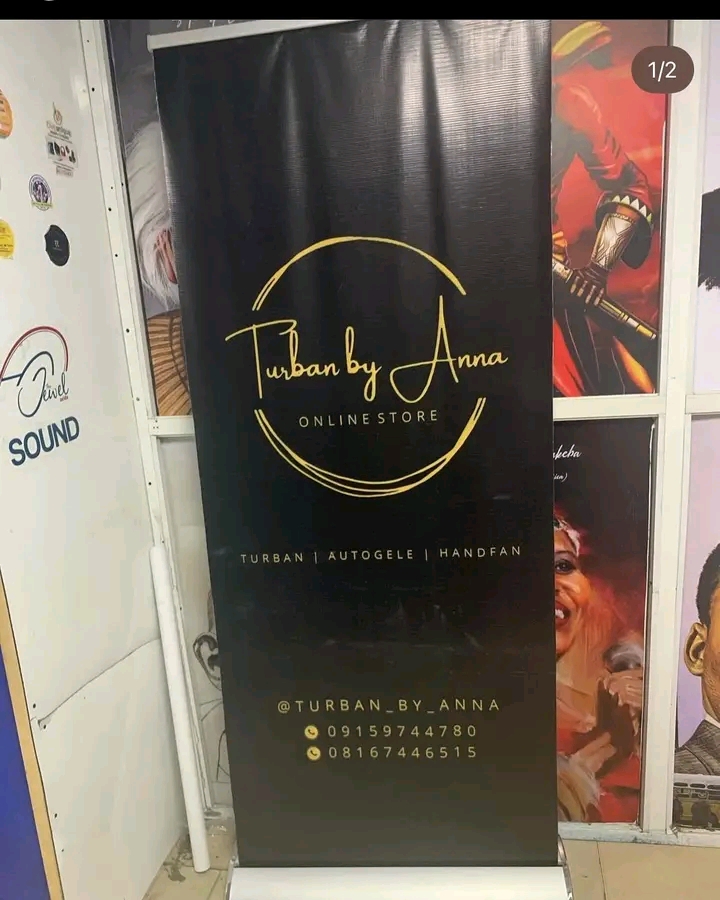 1/2
Turban by Anna
ONLINE STORE
TURBAN | AUTOGELE | HANDFAN
@TURBAN_BY_ANNA
09159744780
08167446515
Jewel
SOUND